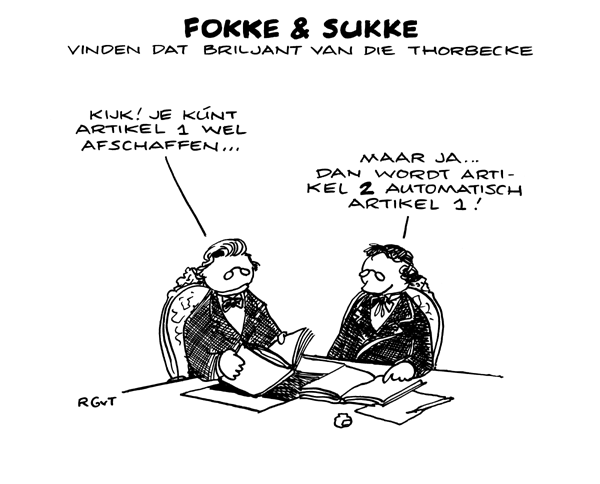 FOKKE & SUKKE
VINDEN DAT BRILJANT VAN DIE THORBECKE
KIJK! JE KÚNT
ARTIKEL 1 WEL
AFSCHAFFEN...
MAAR JA...
DAN WORDT ARTI-
KEL 2 AUTOMATISCH
ARTIKEL 1!
RGvT